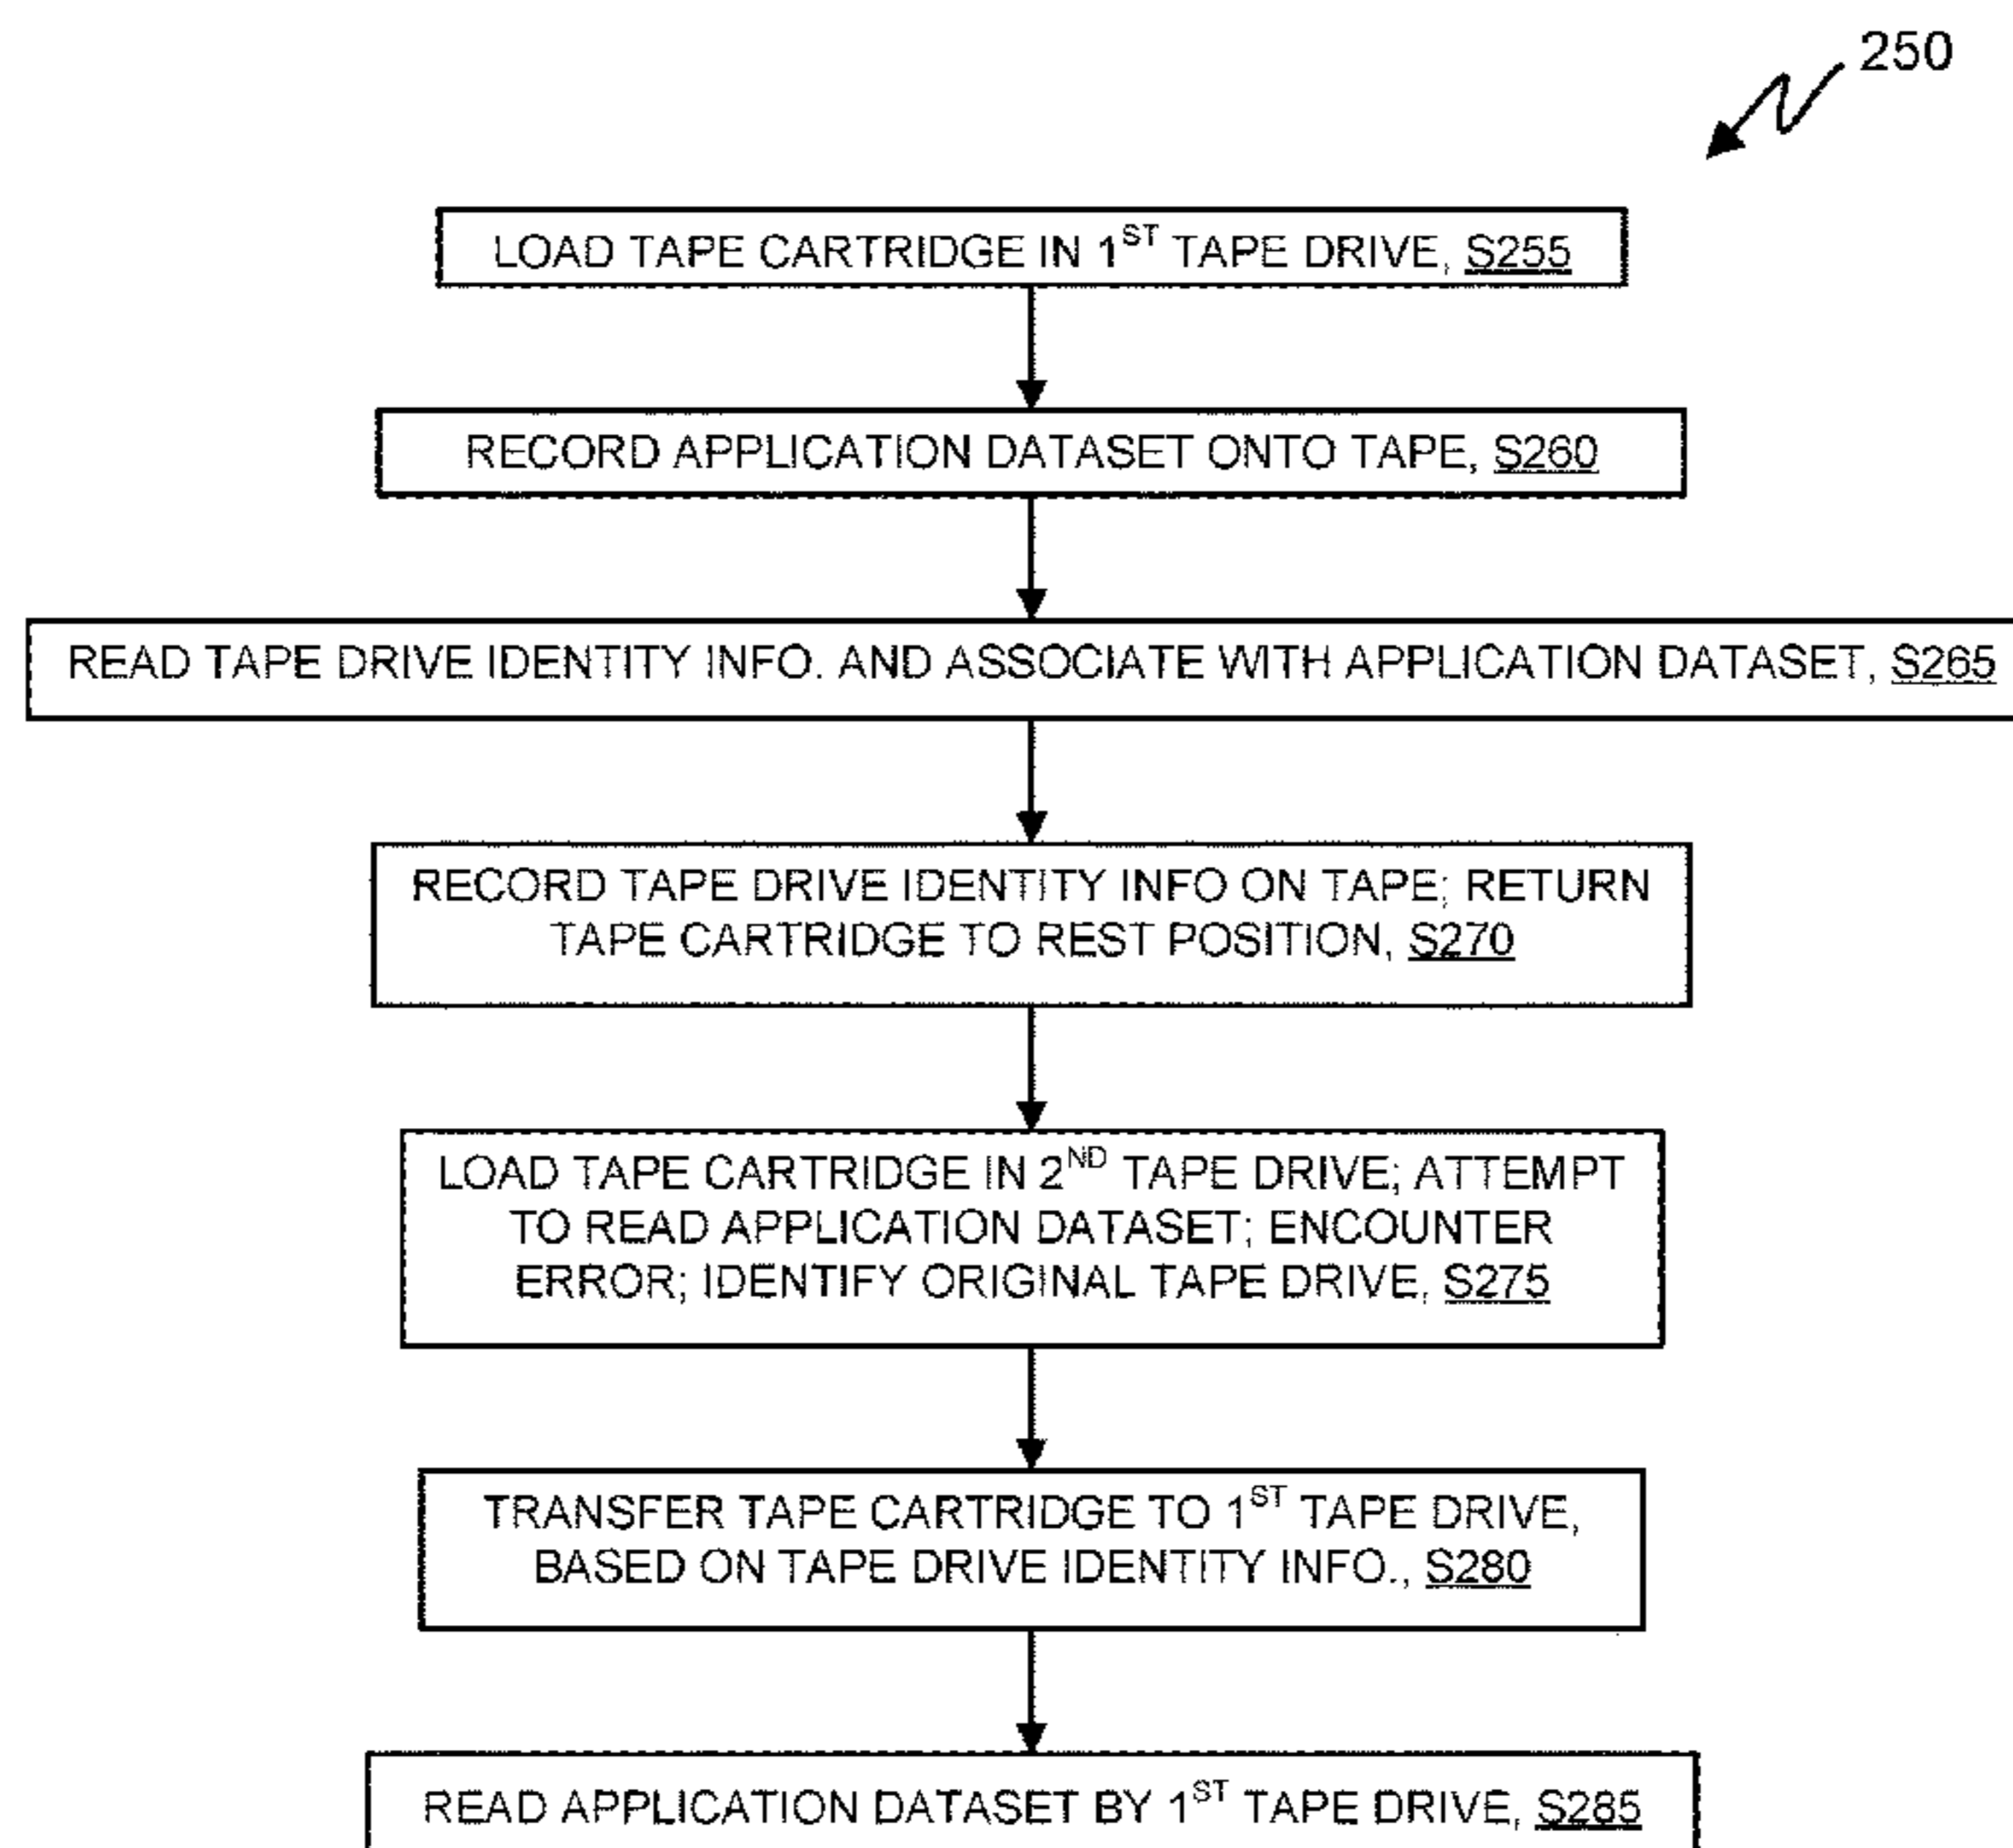 250
LOAD TAPE CARTRIDGE IN 1ST TAPE DRIVE, S255
RECORD APPLICATION DATASET ONTO TAPE, S260
READ TAPE DRIVE IDENTITY INFO. AND ASSOCIATE WITH APPLICATION DATASET, S265
RECORD TAPE DRIVE IDENTITY INFO ON TAPE; RETURN
TAPE CARTRIDGE TO REST POSITION, S270
LOAD TAPE CARTRIDGE IN 2ND TAPE DRIVE; ATTEMPT
TO READ APPLICATION DATASET; ENCOUNTER
ERROR; IDENTIFY ORIGINAL TAPE DRIVE, S275
TRANSFER TAPE CARTRIDGE TO 1ST TAPE DRIVE,
BASED ON TAPE DRIVE IDENTITY INFO., S280
READ APPLICATION DATASET BY 1ST TAPE DRIVE, S285